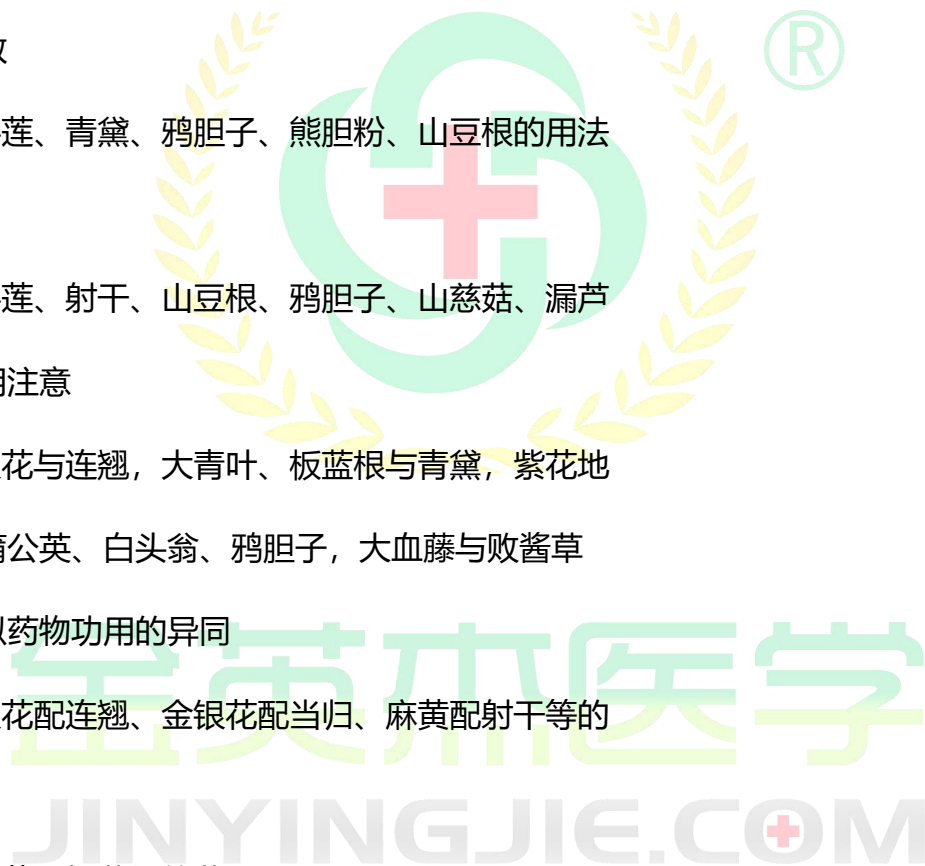 ®
莲、青黛、鸦胆子、熊胆粉、山豆根的用法
莲、射干、山豆根、鸦胆子、山慈菇、漏芦
注意
花与连翘，大青叶、板蓝根与青黛，紫花地
公英、白头翁、鸦胆子，大血藤与败酱草
药物功用的异同
花配连翘、金银花配当归、麻黄配射干等的
金英杰医学
JINYINGJIE.COM